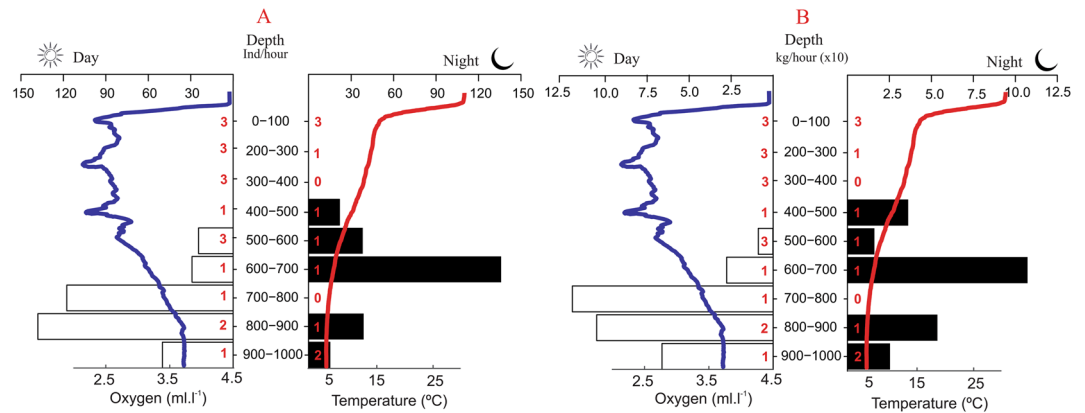 A
Day
Depth
Ind/hour
Night
150 120 90 60 30
30 60 90 120 150
3 0−100 3
3 200−300 1
3 300−400 0
1 400−500 1
3 500−600 1
1 600−700 1
1 700−800 0
2 800−900 1
1 900−1000 2
2.5 3.5 4.5
5 15 25
Oxygen (ml.l⁻¹)
Temperature (ºC)
B
Day
Depth
kg/hour (x10)
Night
12.5 10.0 7.5 5.0 2.5
2.5 5.0 7.5 10.0 12.5
3 0−100 3
3 200−300 1
3 300−400 0
1 400−500 1
3 500−600 1
1 600−700 1
1 700−800 0
2 800−900 1
1 900−1000 2
2.5 3.5 4.5
5 15 25
Oxygen (ml.l⁻¹)
Temperature (ºC)